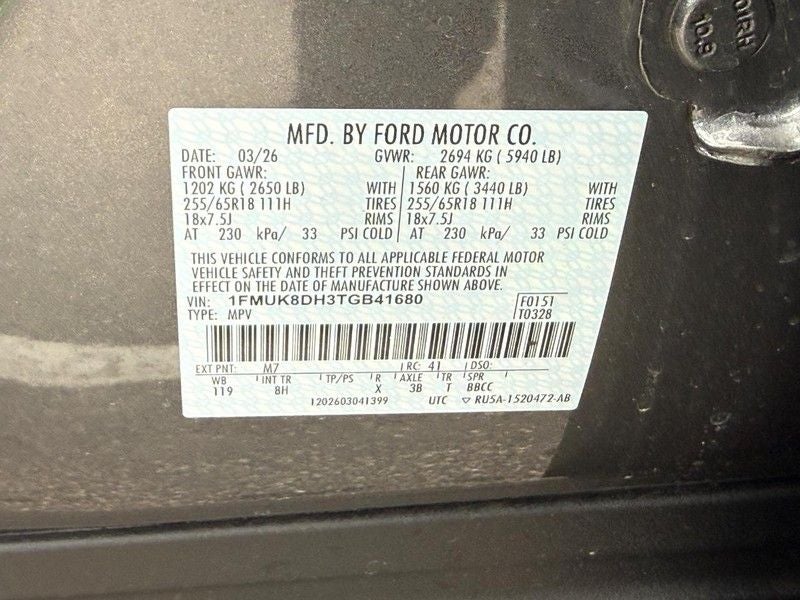 01RH
10.9
MFD. BY FORD MOTOR CO.
DATE: 03/26 GVWR: 2694 KG ( 5940 LB)
FRONT GAWR: REAR GAWR:
1202 KG ( 2650 LB) WITH 1560 KG ( 3440 LB) WITH
255/65R18 111H TIRES 255/65R18 111H TIRES
18x7.5J RIMS 18x7.5J RIMS
AT 230 kPa/ 33 PSI COLD AT 230 kPa/ 33 PSI COLD
THIS VEHICLE CONFORMS TO ALL APPLICABLE FEDERAL MOTOR
VEHICLE SAFETY AND THEFT PREVENTION STANDARDS IN
EFFECT ON THE DATE OF MANUFACTURE SHOWN ABOVE.
VIN: 1FMUK8DH3TGB41680 F0151
TYPE: MPV T0328
EXT PNT: M7 RC: 41 DSO:
WB INT TR TP/PS R AXLE TR SPR
119 8H X 3B T BBCC
1202603041399 UTC ▽ RU5A-1520472-AB